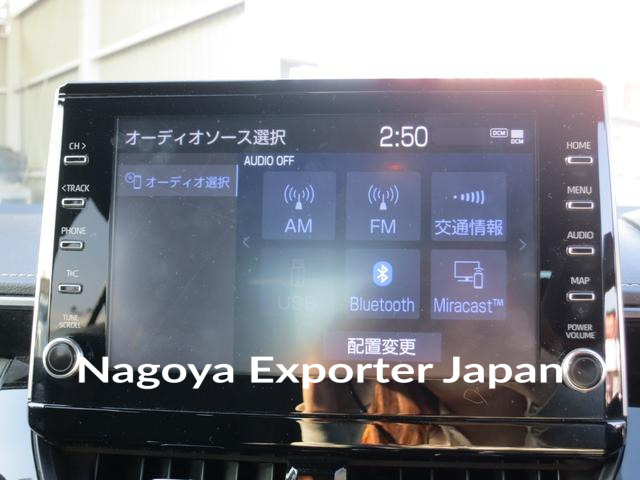 オーディオソース選択 2:50 DCM DCM
AUDIO OFF
オーディオ選択
AM FM 交通情報
USB Bluetooth Miracast™
配置変更
CH >
< TRACK
PHONE
T*C
TUNE
SCROLL
HOME
MENU
AUDIO
MAP
POWER
VOLUME
Nagoya Exporter Japan